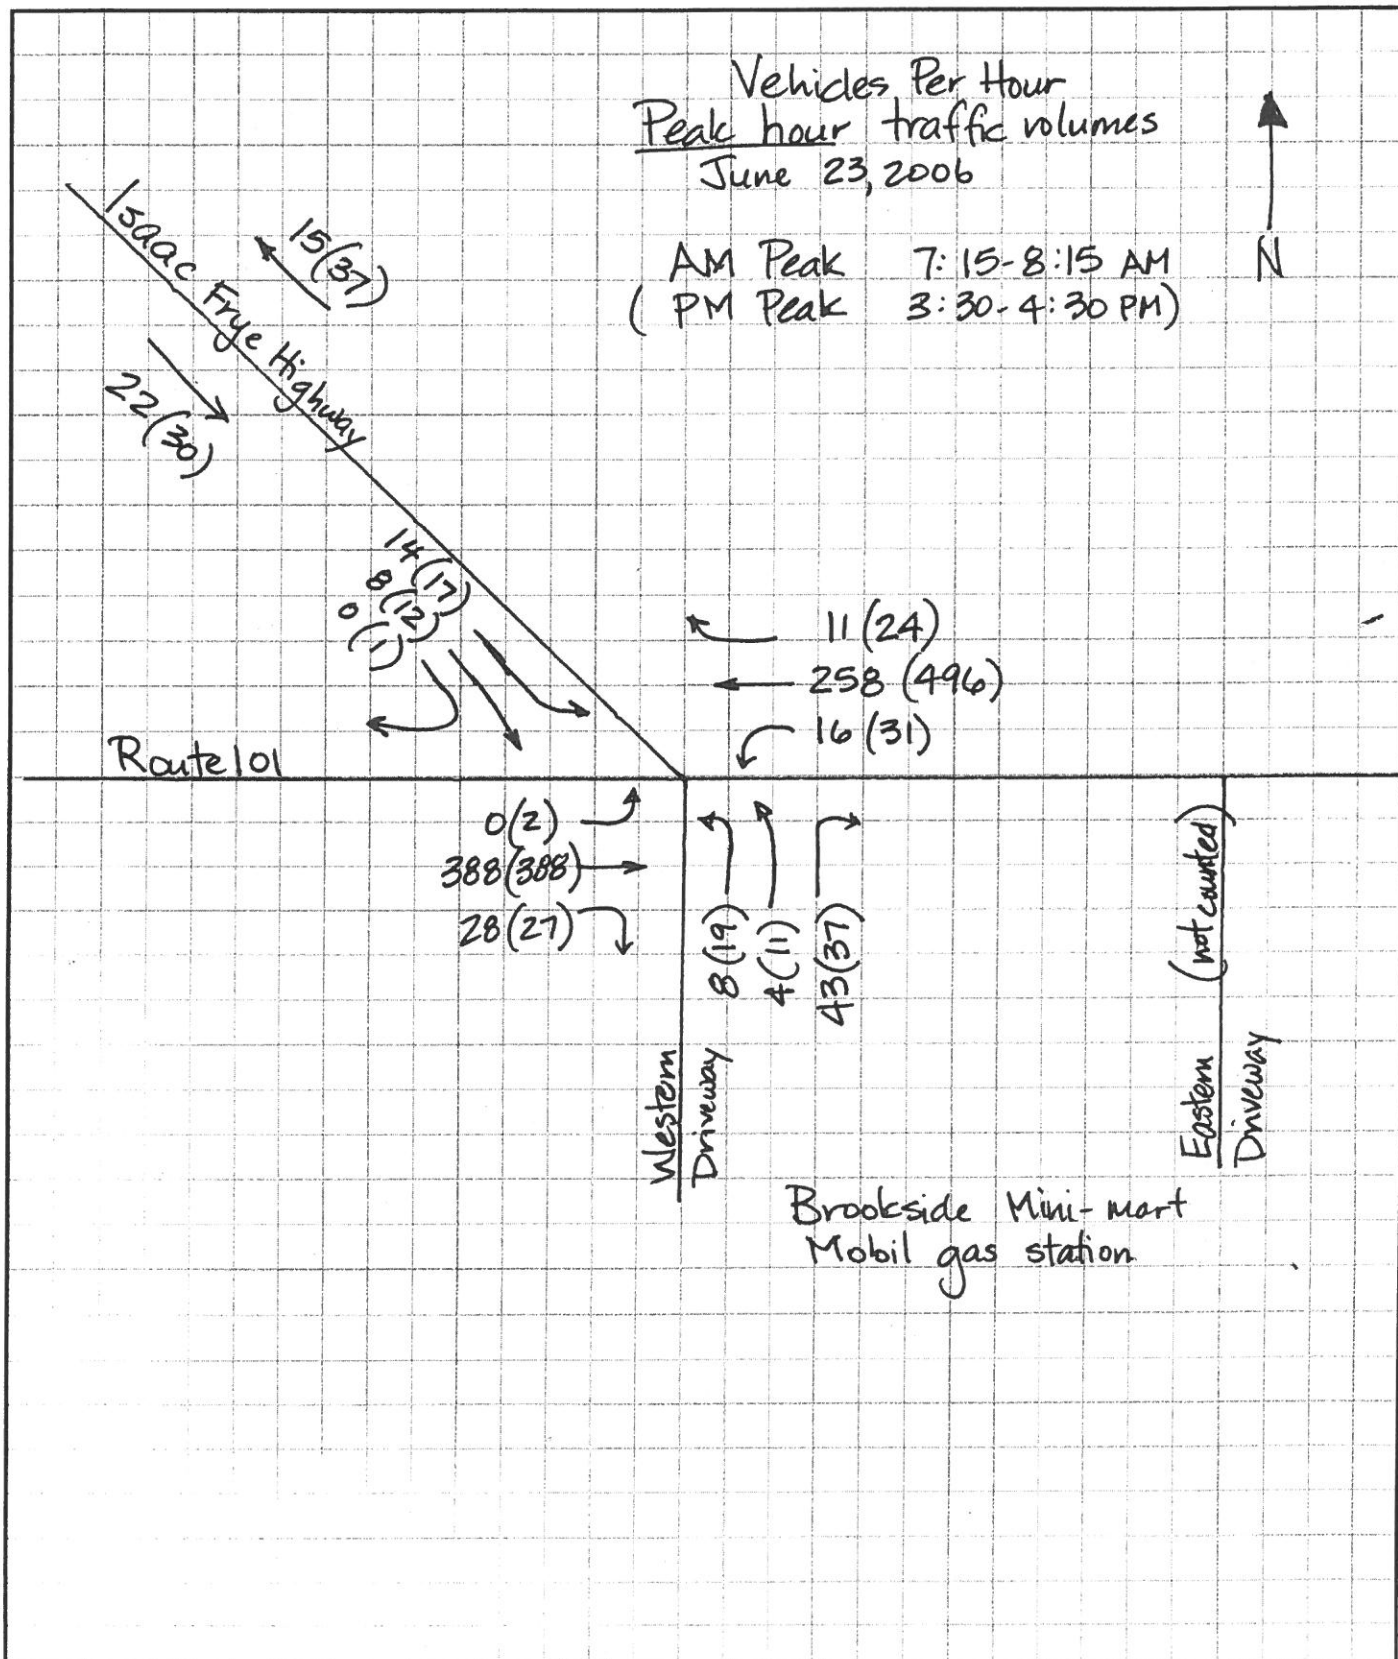 Vehicles Per Hour
Peak hour traffic volumes
June 23, 2006
AM Peak 7:15-8:15 AM
( PM Peak 3:30-4:30 PM)
N
Isaac Frye Highway
15(37)
22(30)
14(17)
8(12)
0(1)
11(24)
258(496)
16(31)
Route 101
0(2)
388(388)
28(27)
8(19)
4(11)
43(37)
(not counted)
Western
Driveway
Eastern
Driveway
Brookside Mini-mart
Mobil gas station